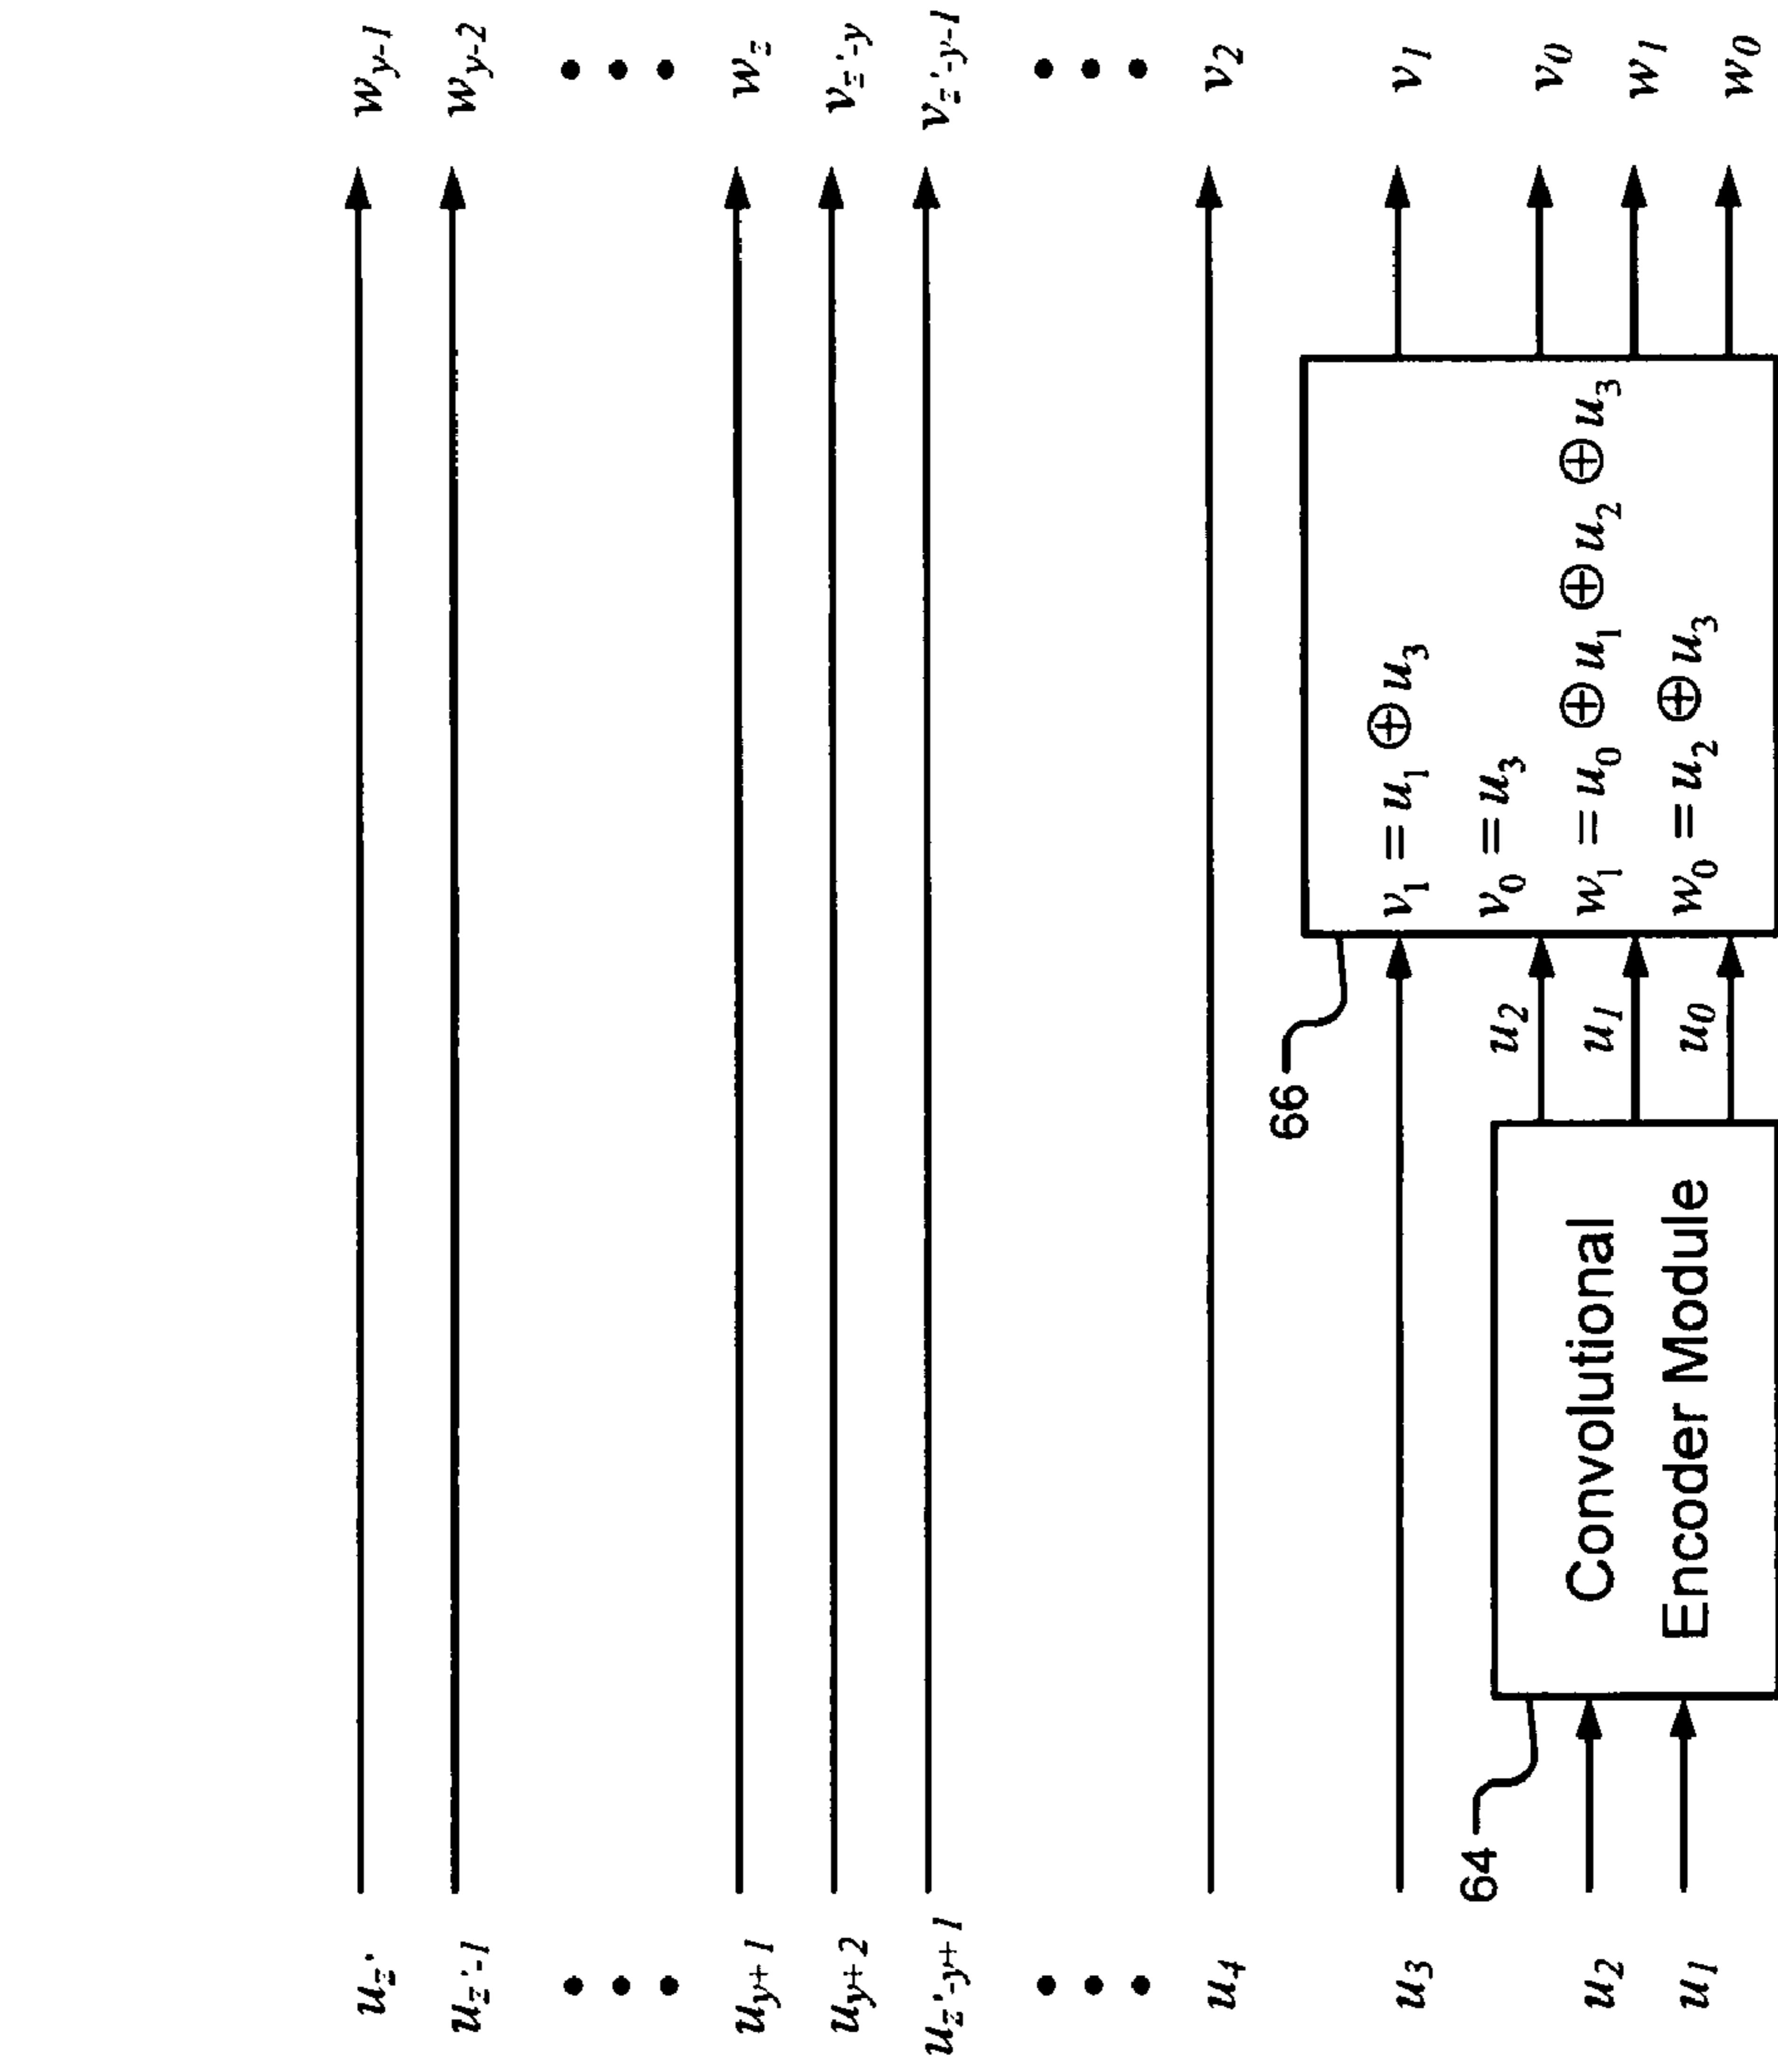 u_z' w_y-1
u_z'-1 w_y-2
• • • • • •
u_y+1 w_z
u_y+2 v_z'-y
u_z'-y+1 v_z'-y-1
• • • • • •
u_4 v_2
66
u_3 v_1 = u_1 ⊕ u_3 v_1
64
u_2 v_0 = u_3 v_0
u_2 Convolutional u_1 w_1 = u_0 ⊕ u_1 ⊕ u_2 ⊕ u_3 w_1
u_1 Encoder Module u_0 w_0 = u_2 ⊕ u_3 w_0